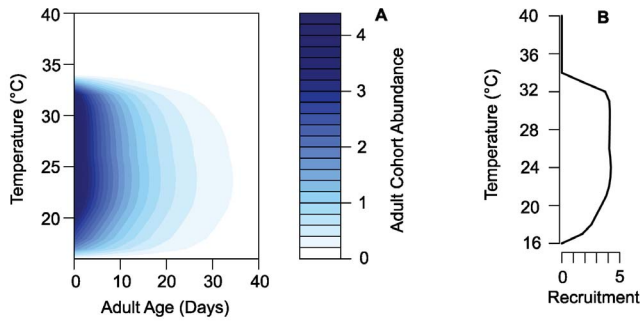 A
40
35
30
25
20
Temperature (°C)
0 10 20 30 40
Adult Age (Days)
4
3
2
1
0
Adult Cohort Abundance
B
40
36
32
28
24
20
16
Temperature (°C)
0 5
Recruitment